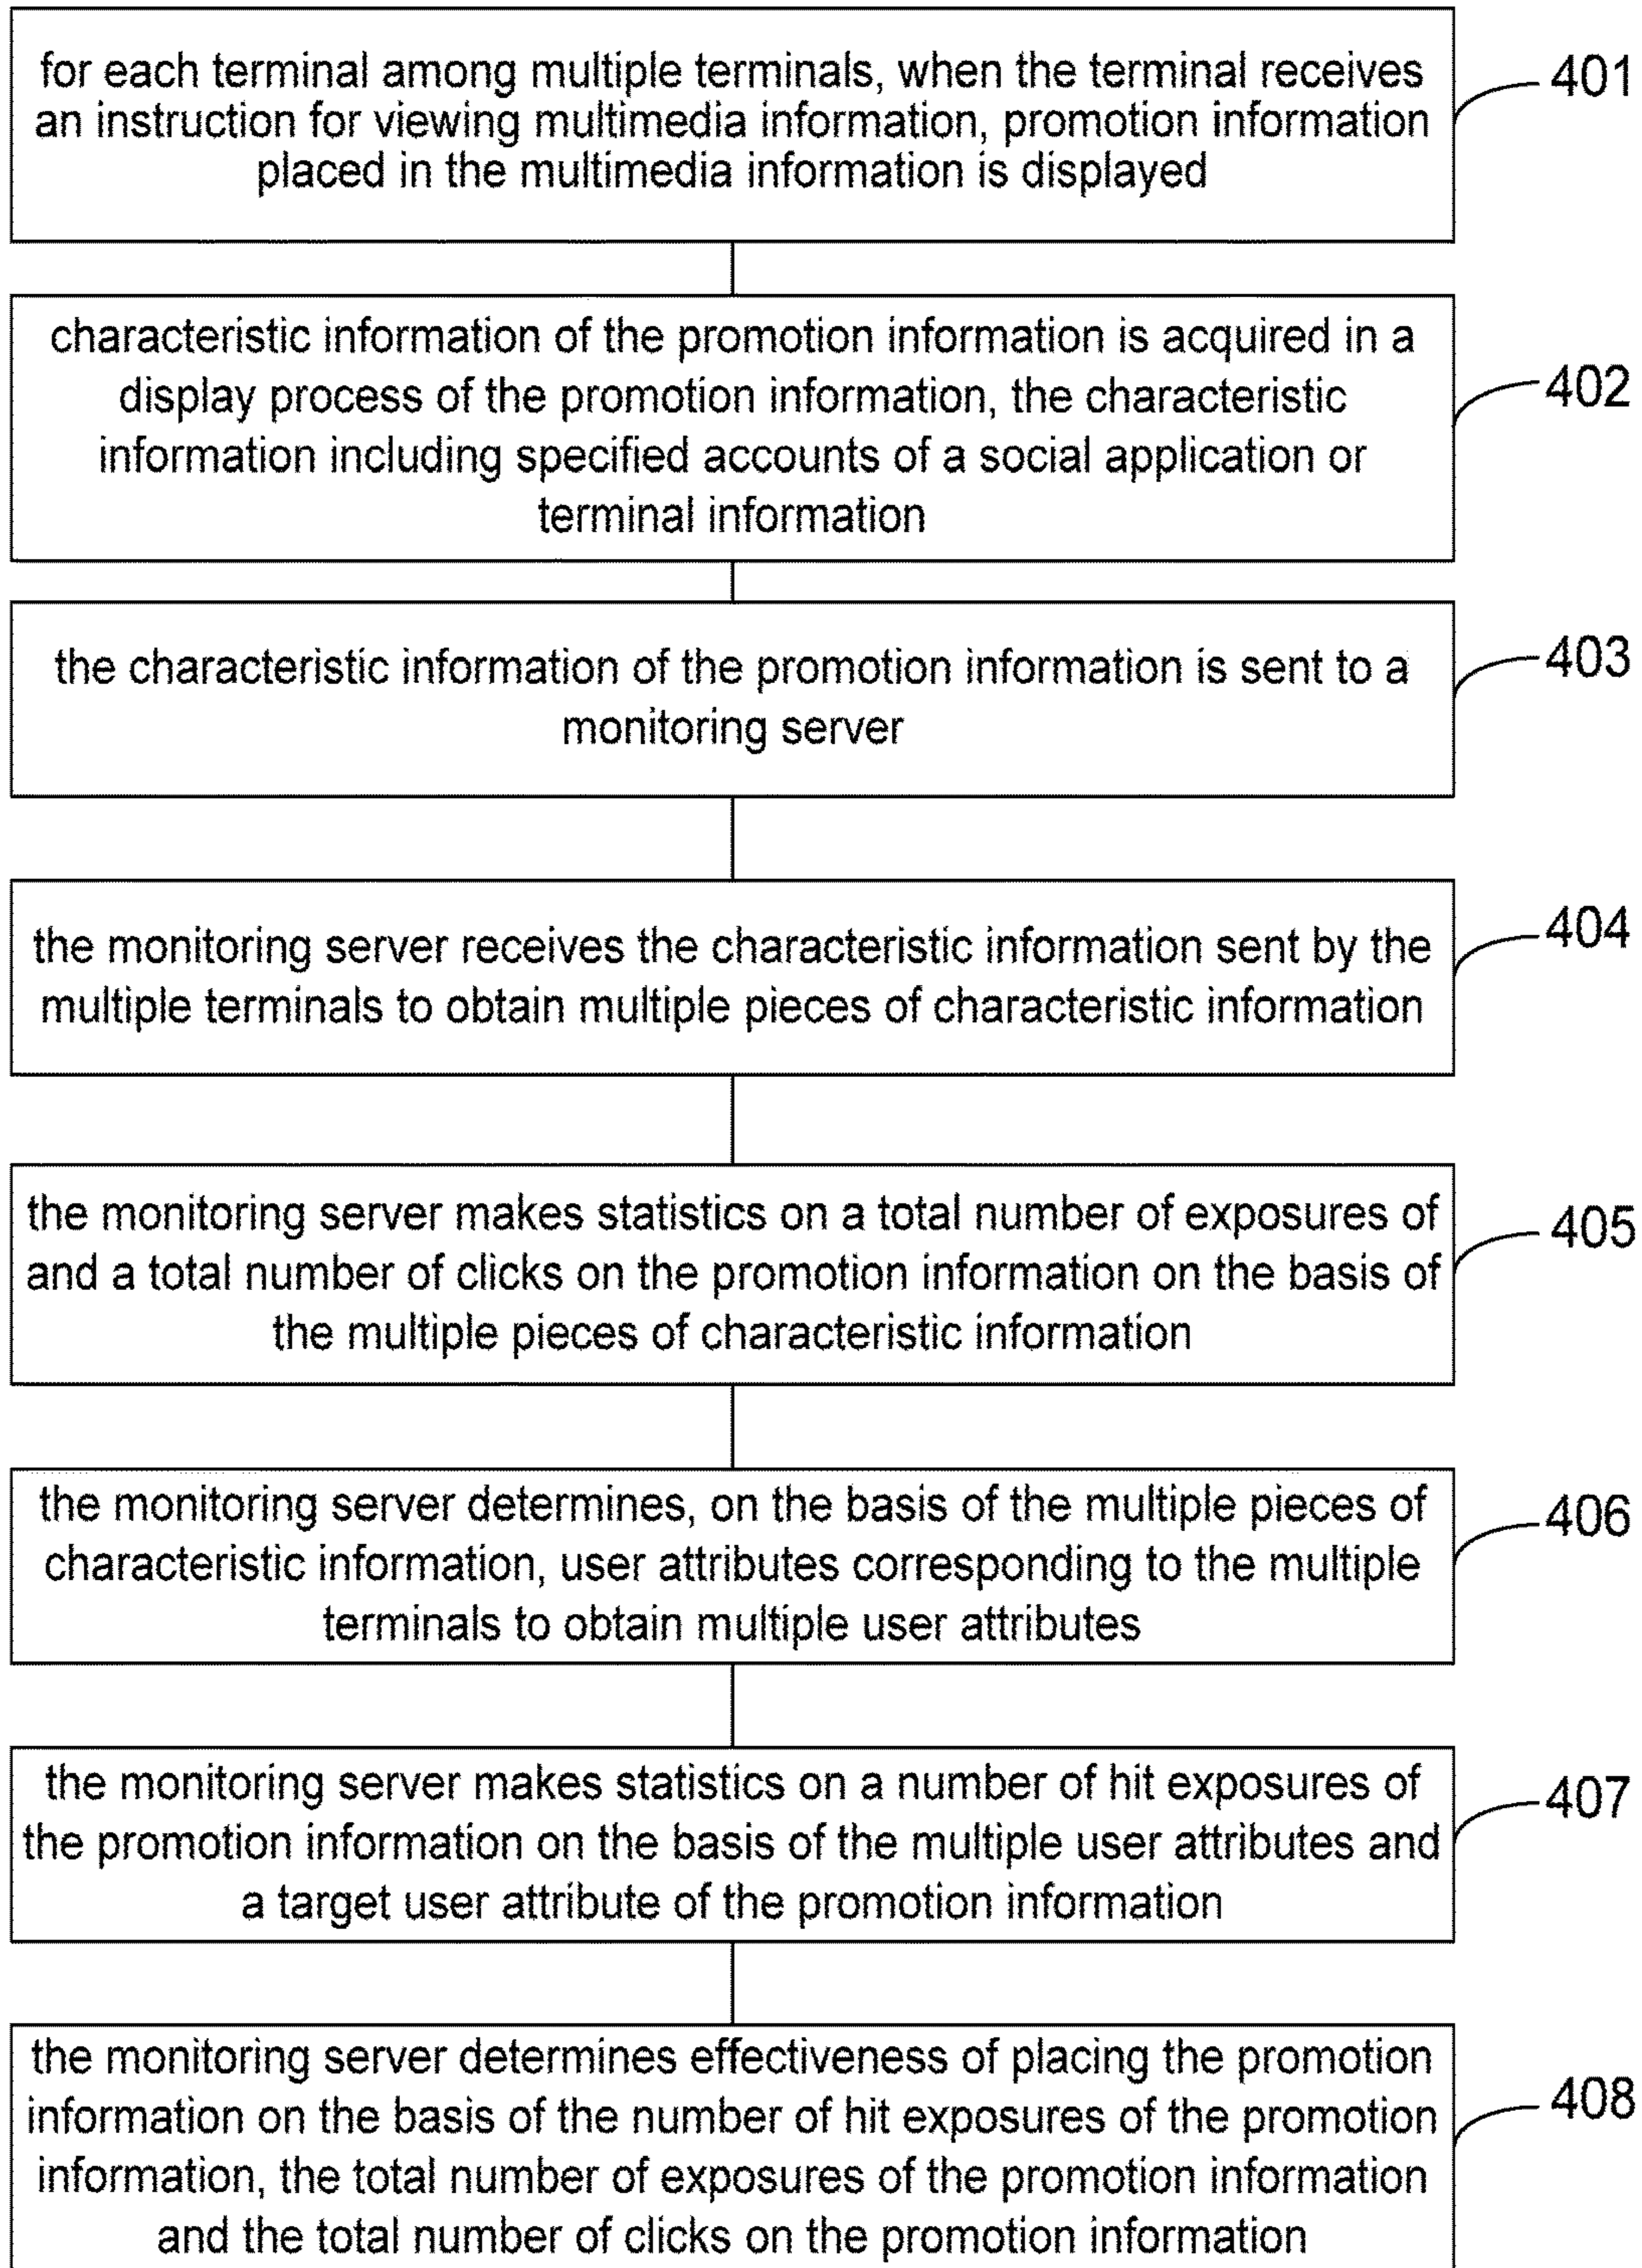 for each terminal among multiple terminals, when the terminal receives
an instruction for viewing multimedia information, promotion information
placed in the multimedia information is displayed
401
characteristic information of the promotion information is acquired in a
display process of the promotion information, the characteristic
information including specified accounts of a social application or
terminal information
402
the characteristic information of the promotion information is sent to a
monitoring server
403
the monitoring server receives the characteristic information sent by the
multiple terminals to obtain multiple pieces of characteristic information
404
the monitoring server makes statistics on a total number of exposures of
and a total number of clicks on the promotion information on the basis of
the multiple pieces of characteristic information
405
the monitoring server determines, on the basis of the multiple pieces of
characteristic information, user attributes corresponding to the multiple
terminals to obtain multiple user attributes
406
the monitoring server makes statistics on a number of hit exposures of
the promotion information on the basis of the multiple user attributes and
a target user attribute of the promotion information
407
the monitoring server determines effectiveness of placing the promotion
information on the basis of the number of hit exposures of the promotion
information, the total number of exposures of the promotion information
and the total number of clicks on the promotion information
408